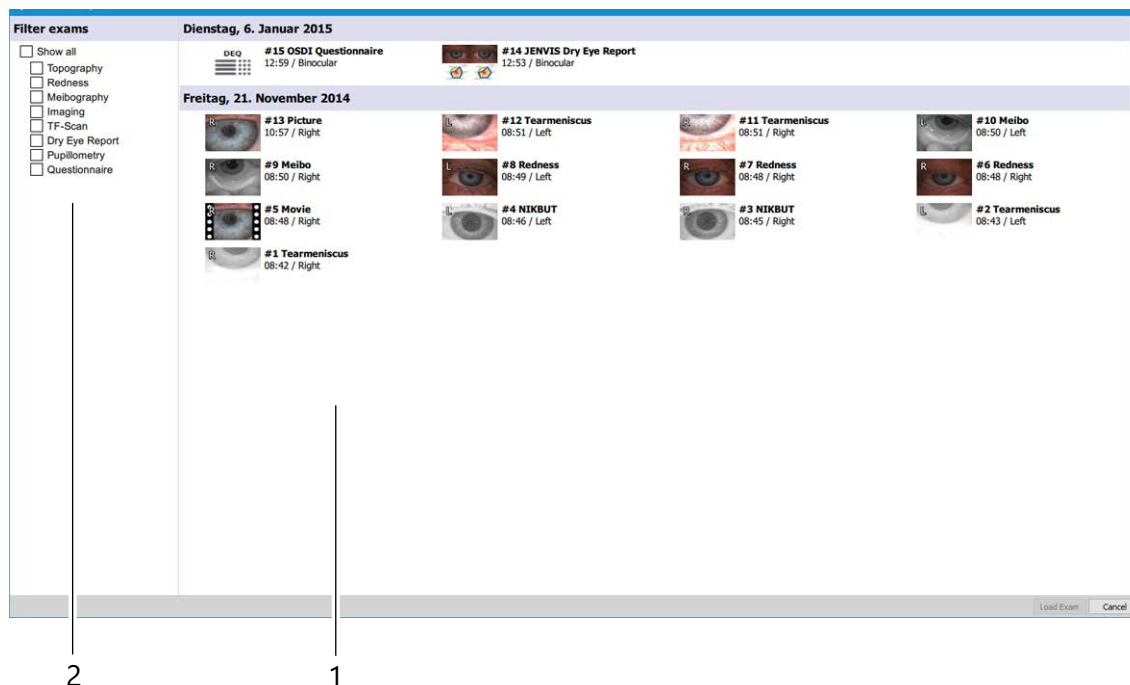 Filter exams
Show all
Topography
Redness
Meibography
Imaging
TF-Scan
Dry Eye Report
Pupillometry
Questionnaire
Dienstag, 6. Januar 2015
DEQ
#15 OSDI Questionnaire
12:59 / Binocular
#14 JENVIS Dry Eye Report
12:53 / Binocular
Freitag, 21. November 2014
R
#13 Picture
10:57 / Right
L
#12 Tearmeniscus
08:51 / Left
R
#11 Tearmeniscus
08:51 / Right
L
#10 Meibo
08:50 / Left
R
#9 Meibo
08:50 / Right
L
#8 Redness
08:49 / Left
R
#7 Redness
08:48 / Right
R
#6 Redness
08:48 / Right
R
#5 Movie
08:48 / Right
L
#4 NIKBUT
08:46 / Left
R
#3 NIKBUT
08:45 / Right
L
#2 Tearmeniscus
08:43 / Left
R
#1 Tearmeniscus
08:42 / Right
Load Exam
Cancel
2
1